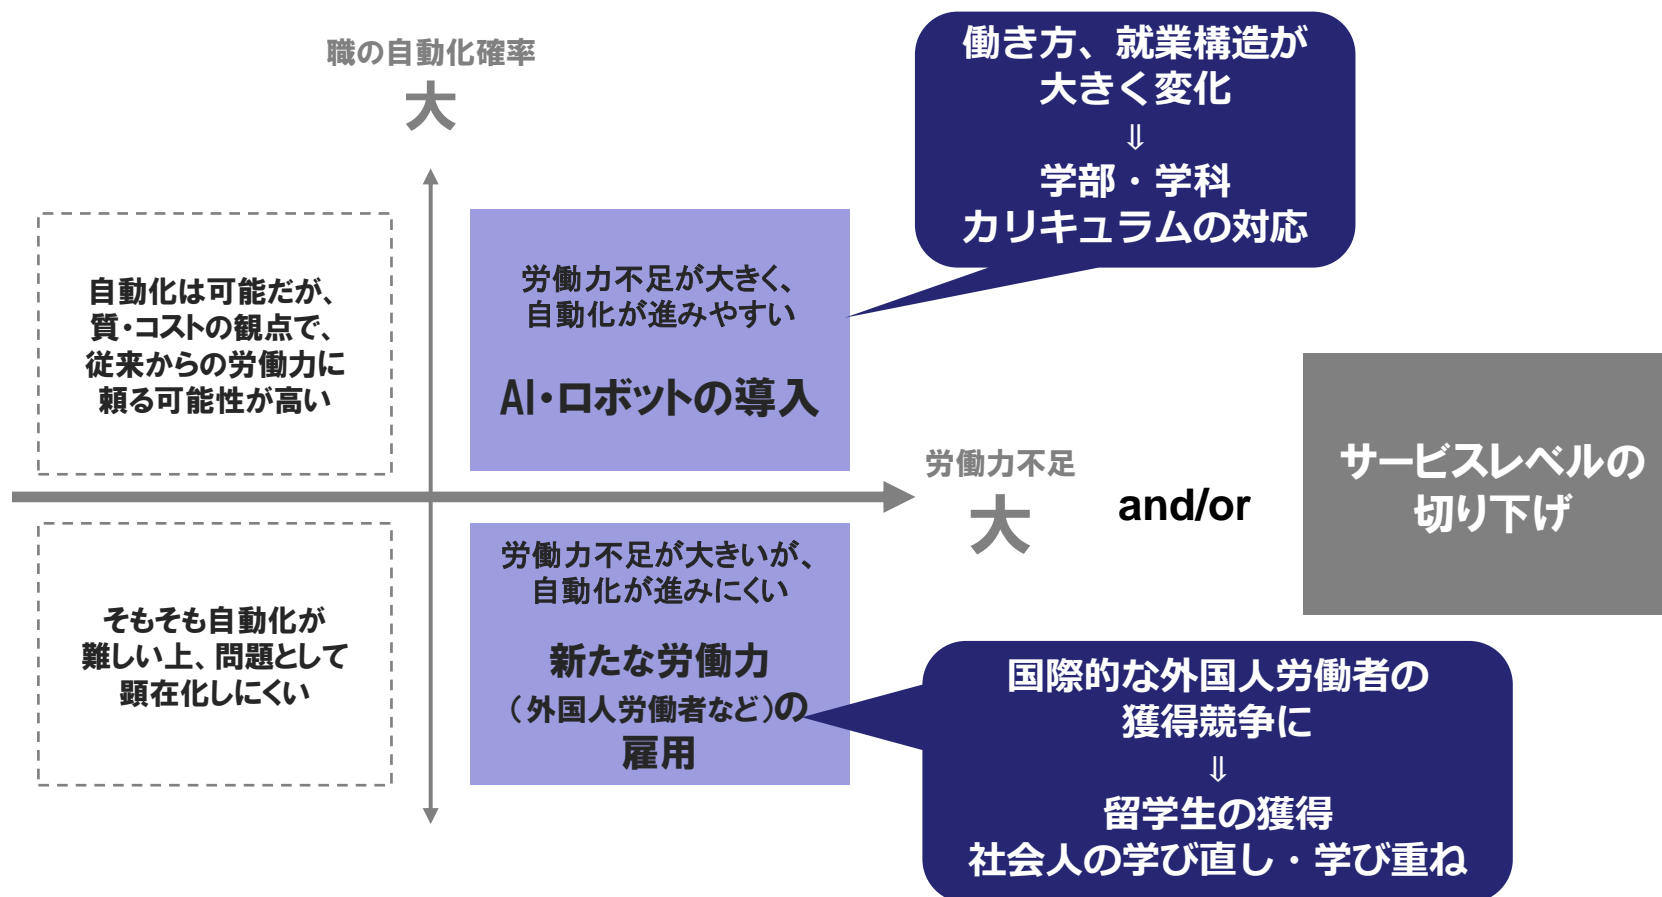 職の自動化確率
大
働き方、就業構造が
大きく変化
⇓
学部・学科
カリキュラムの対応
自動化は可能だが、
質・コストの観点で、
従来からの労働力に
頼る可能性が高い
労働力不足が大きく、
自動化が進みやすい
AI・ロボットの導入
労働力不足
大
and/or
サービスレベルの
切り下げ
そもそも自動化が
難しい上、問題として
顕在化しにくい
労働力不足が大きいが、
自動化が進みにくい
新たな労働力
（外国人労働者など）の
雇用
国際的な外国人労働者の
獲得競争に
⇓
留学生の獲得
社会人の学び直し・学び重ね